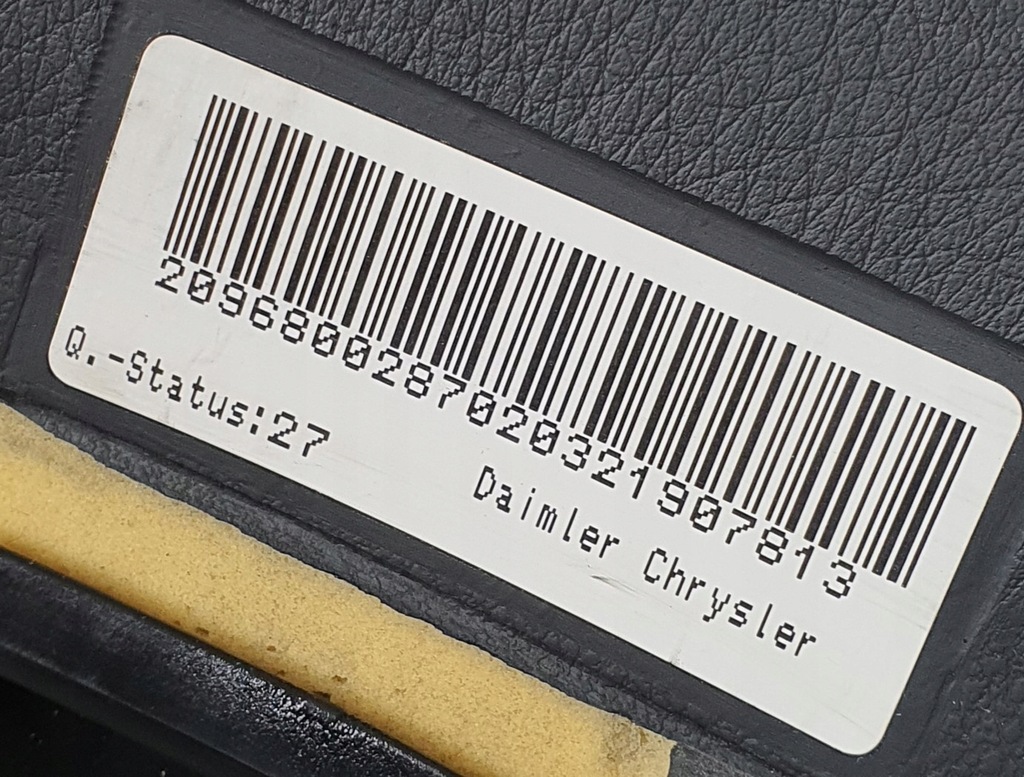 2096800287020321907813
Q.-Status:27
Daimler Chrysler